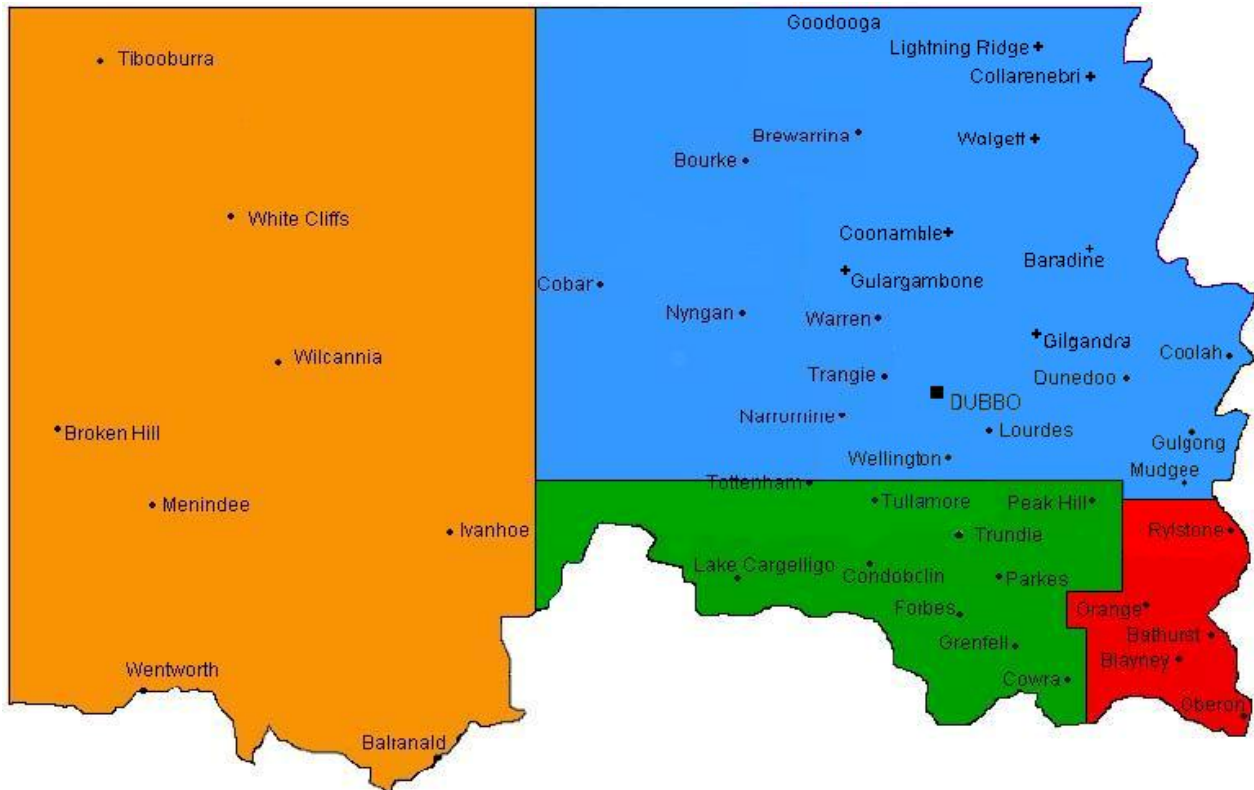 Goodooga
Lightning Ridge
Tibooburra
Collarenebri
Brewarrina
Walgett
Bourke
White Cliffs
Coonamble
Baradine
Gulargambone
Cobar
Nyngan
Warren
Gilgandra
Coolah
Wilcannia
Trangie
Dunedoo
DUBBO
Narromine
Broken Hill
Lourdes
Gulgong
Wellington
Mudgee
Tottenham
Menindee
Tullamore
Peak Hill
Ivanhoe
Trundle
Rylstone
Lake Cargelligo
Condobolin
Parkes
Forbes
Orange
Bathurst
Grenfell
Blayney
Wentworth
Cowra
Oberon
Balranald